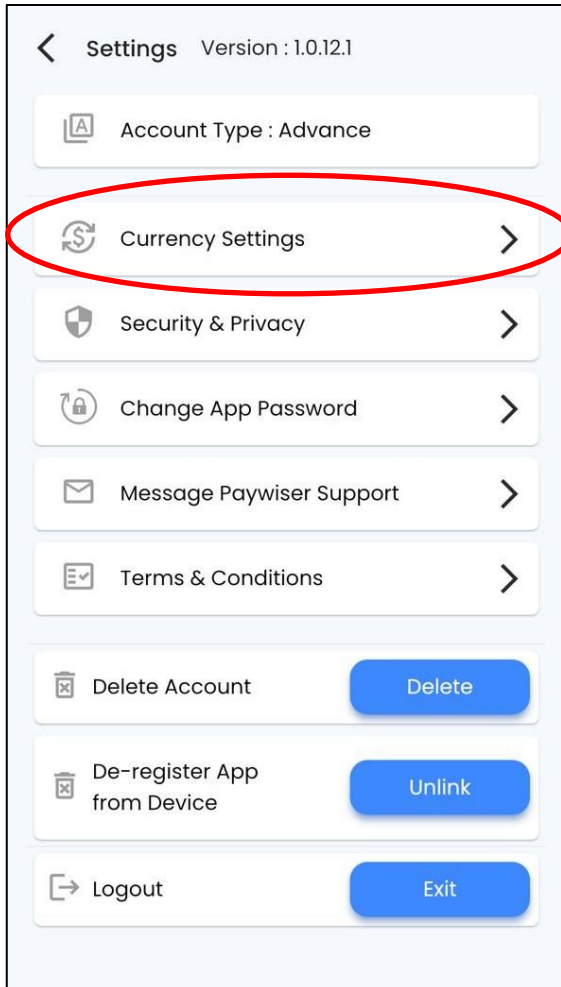 Settings Version : 1.0.12.1
Account Type : Advance
Currency Settings
Security & Privacy
Change App Password
Message Paywiser Support
Terms & Conditions
Delete Account Delete
De-register App
from Device
Unlink
Logout Exit